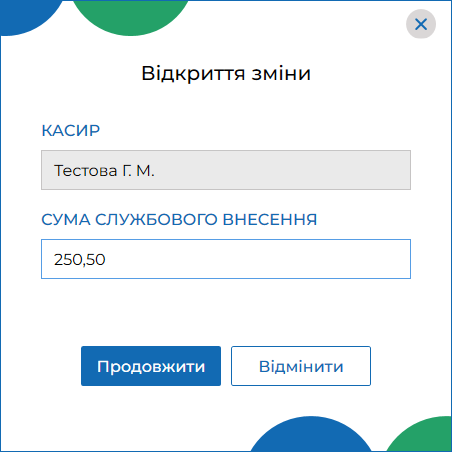 Відкриття зміни
КАСИР
Тестова Г. М.
СУМА СЛУЖБОВОГО ВНЕСЕННЯ
250,50
Продовжити
Відмінити